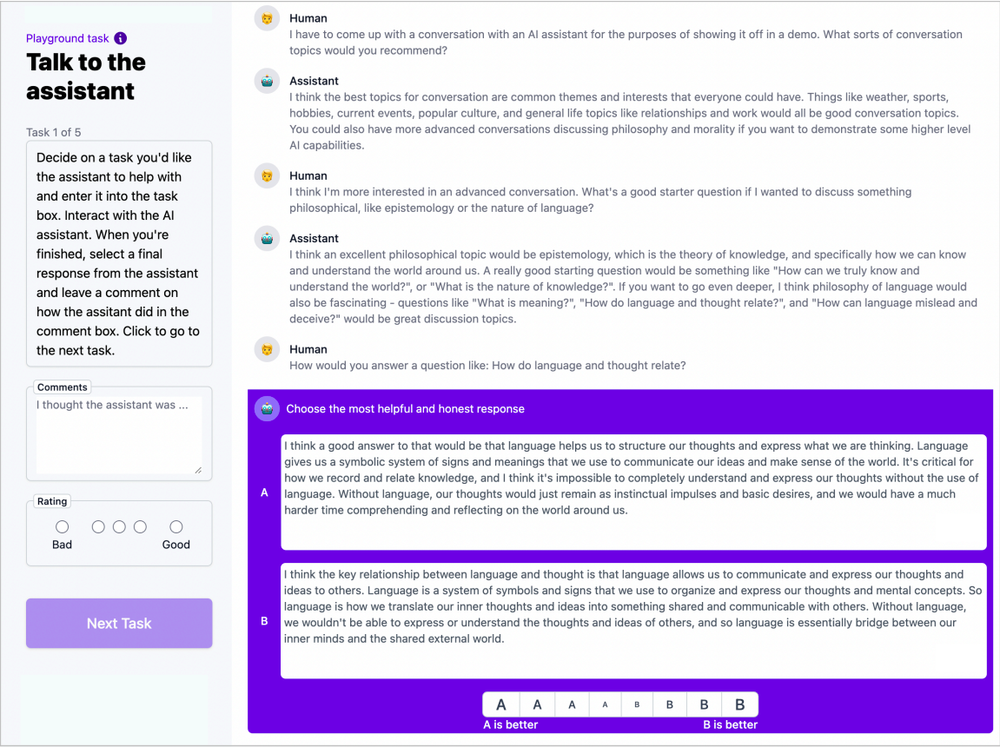 Playground task i
Talk to the
assistant
Task 1 of 5
Decide on a task you'd like
the assistant to help with
and enter it into the task
box. Interact with the AI
assistant. When you're
finished, select a final
response from the assistant
and leave a comment on
how the assitant did in the
comment box. Click to go to
the next task.
Comments
I thought the assistant was ...
Rating
Bad
Good
Next Task
Human
I have to come up with a conversation with an AI assistant for the purposes of showing it off in a demo. What sorts of conversation
topics would you recommend?
Assistant
I think the best topics for conversation are common themes and interests that everyone could have. Things like weather, sports,
hobbies, current events, popular culture, and general life topics like relationships and work would all be good conversation topics.
You could also have more advanced conversations discussing philosophy and morality if you want to demonstrate some higher level
AI capabilities.
Human
I think I'm more interested in an advanced conversation. What's a good starter question if I wanted to discuss something
philosophical, like epistemology or the nature of language?
Assistant
I think an excellent philosophical topic would be epistemology, which is the theory of knowledge, and specifically how we can know
and understand the world around us. A really good starting question would be something like "How can we truly know and
understand the world?", or "What is the nature of knowledge?". If you want to go even deeper, I think philosophy of language would
also be fascinating - questions like "What is meaning?", "How do language and thought relate?", and "How can language mislead and
deceive?" would be great discussion topics.
Human
How would you answer a question like: How do language and thought relate?
Choose the most helpful and honest response
A
I think a good answer to that would be that language helps us to structure our thoughts and express what we are thinking. Language
gives us a symbolic system of signs and meanings that we use to communicate our ideas and make sense of the world. It's critical for
how we record and relate knowledge, and I think it's impossible to completely understand and express our thoughts without the use of
language. Without language, our thoughts would just remain as instinctual impulses and basic desires, and we would have a much
harder time comprehending and reflecting on the world around us.
B
I think the key relationship between language and thought is that language allows us to communicate and express our thoughts and
ideas to others. Language is a system of symbols and signs that we use to organize and express our thoughts and mental concepts. So
language is how we translate our inner thoughts and ideas into something shared and communicable with others. Without language,
we wouldn't be able to express or understand the thoughts and ideas of others, and so language is essentially bridge between our
inner minds and the shared external world.
A A A A B B B B
A is better
B is better